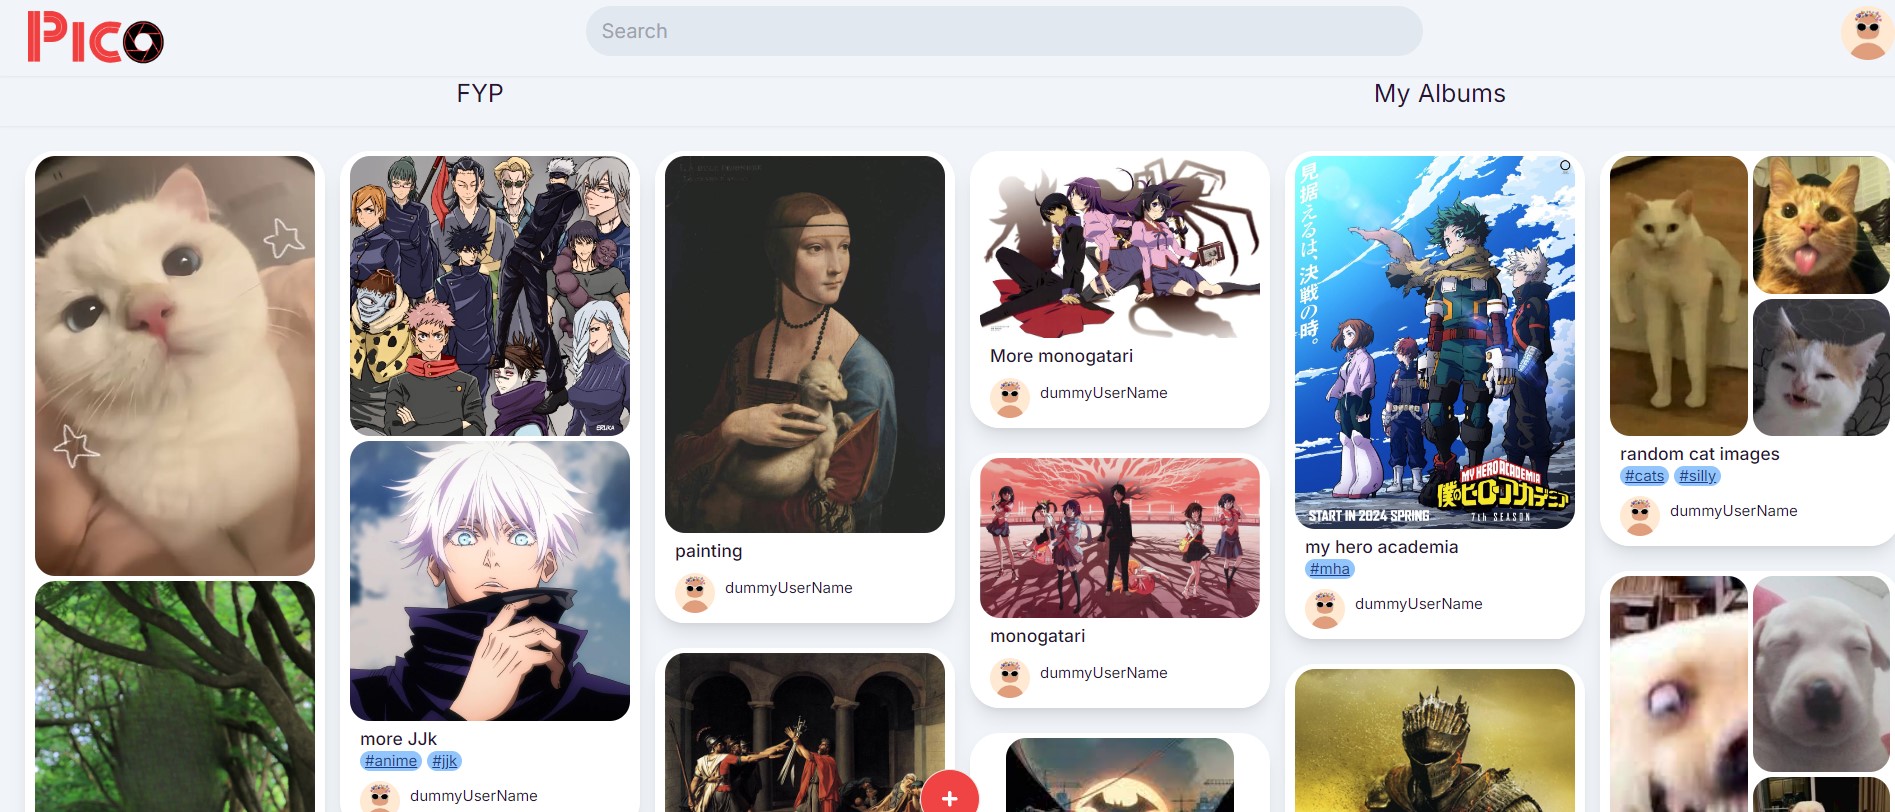 Pico
Search
FYP
My Albums
ERUKA
more JJk
#anime #jjk
dummyUserName
painting
dummyUserName
More monogatari
dummyUserName
monogatari
dummyUserName
見据えるは、決戦の時。
MY HERO ACADEMIA
僕のヒーローアカデミア
START IN 2024 SPRING
7th SEASON
my hero academia
#mha
dummyUserName
random cat images
#cats #silly
dummyUserName